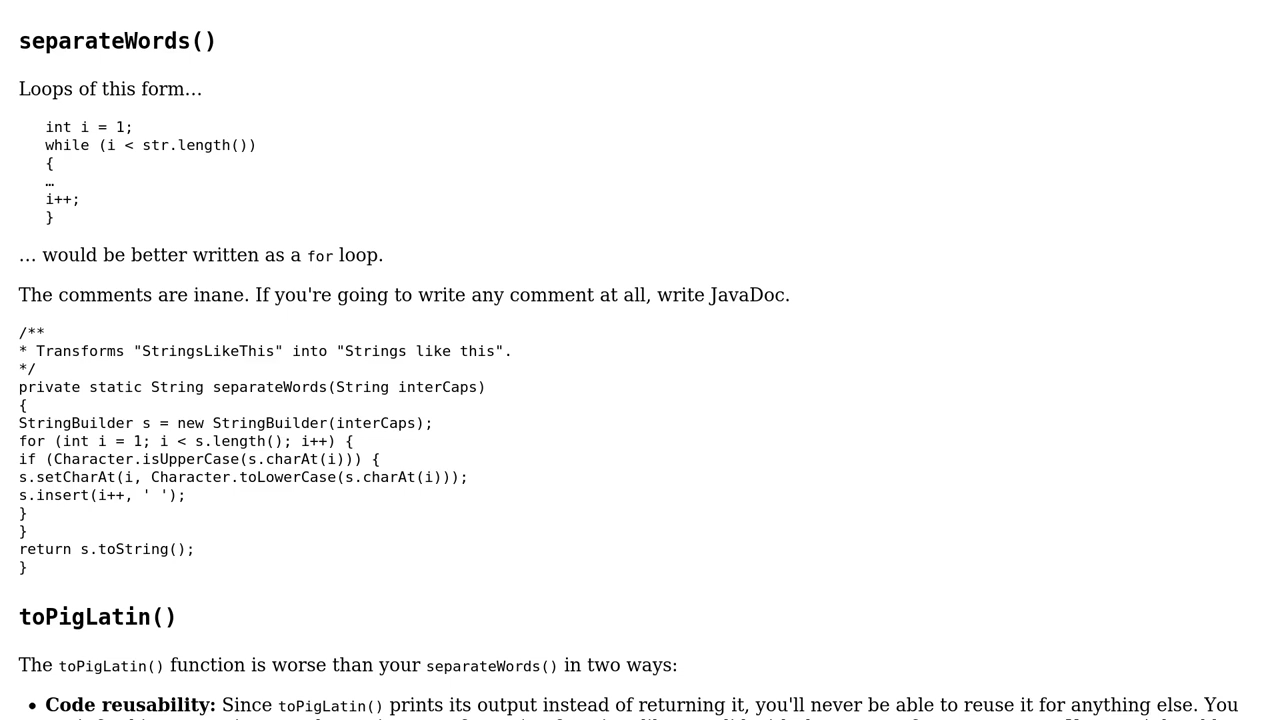 separateWords()
Loops of this form…
int i = 1;
while (i < str.length())
{
…
i++;
}
… would be better written as a for loop.
The comments are inane. If you're going to write any comment at all, write JavaDoc.
/**
* Transforms "StringsLikeThis" into "Strings like this".
*/
private static String separateWords(String interCaps)
{
StringBuilder s = new StringBuilder(interCaps);
for (int i = 1; i < s.length(); i++) {
if (Character.isUpperCase(s.charAt(i))) {
s.setCharAt(i, Character.toLowerCase(s.charAt(i)));
s.insert(i++, ' ');
}
}
return s.toString();
}
toPigLatin()
The toPigLatin() function is worse than your separateWords() in two ways:
• Code reusability: Since toPigLatin() prints its output instead of returning it, you'll never be able to reuse it for anything else. You